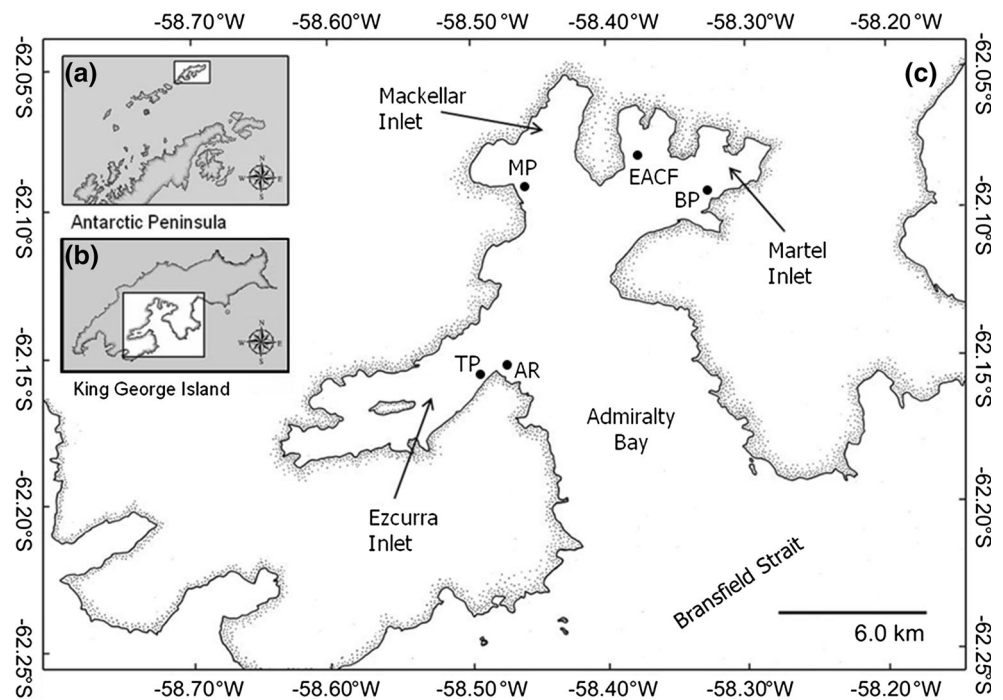 -58.70°W -58.60°W -58.50°W -58.40°W -58.30°W -58.20°W
-62.05°S
-62.10°S
-62.15°S
-62.20°S
-62.25°S
(a)
N
W E
S
Antarctic Peninsula
(b)
N
W E
S
King George Island
(c)
Mackellar
Inlet
MP
EACF
BP
Martel
Inlet
TP
AR
Admiralty
Bay
Ezcurra
Inlet
Bransfield Strait
6.0 km
-62.05°S
-62.10°S
-62.15°S
-62.20°S
-62.25°S
-58.70°W -58.60°W -58.50°W -58.40°W -58.30°W -58.20°W